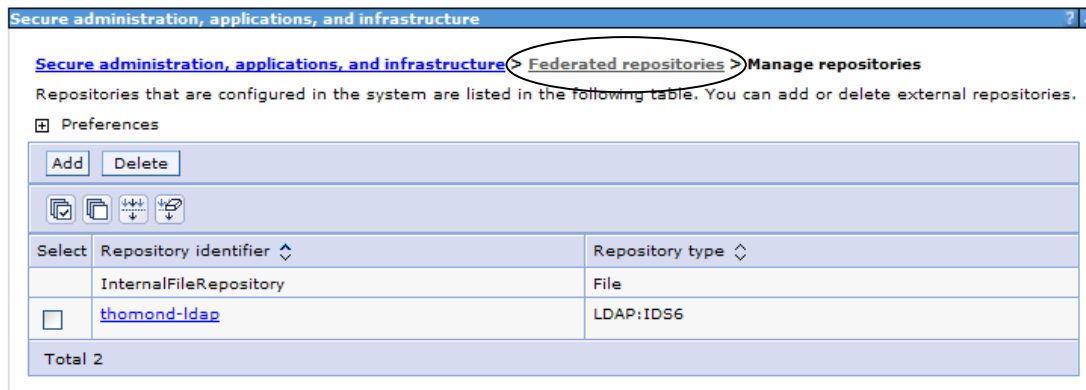 Secure administration, applications, and infrastructure ?
Secure administration, applications, and infrastructure > Federated repositories > Manage repositories
Repositories that are configured in the system are listed in the following table. You can add or delete external repositories.
Preferences
Add Delete
Select Repository identifier Repository type
InternalFileRepository File
thomond-ldap LDAP:IDS6
Total 2